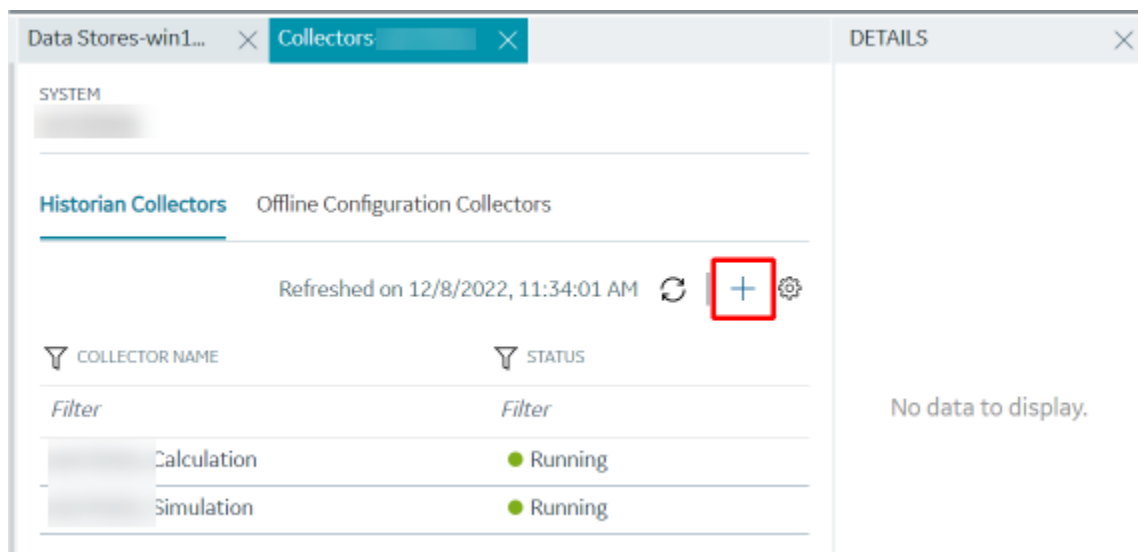 Data Stores-win1...
Collectors
DETAILS
SYSTEM
Historian Collectors Offline Configuration Collectors
Refreshed on 12/8/2022, 11:34:01 AM
COLLECTOR NAME STATUS
Filter Filter
No data to display.
Calculation Running
Simulation Running